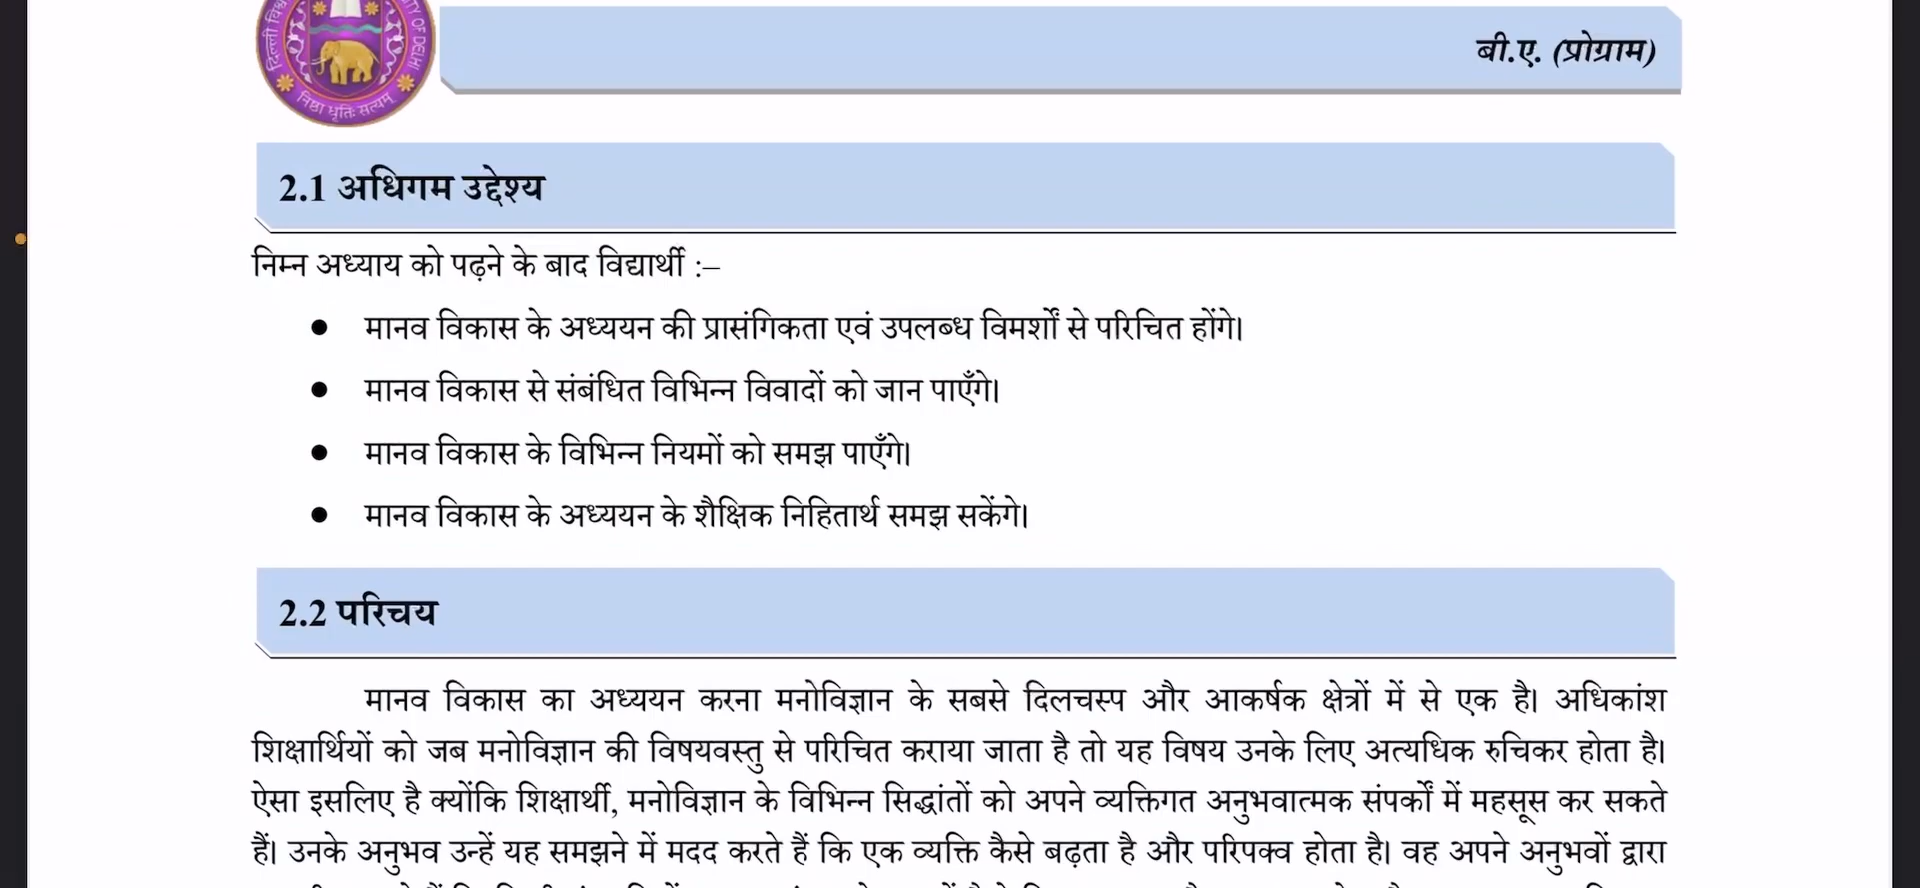 बी.ए. (प्रोग्राम)
निष्ठा धृतिः सत्यम्
2.1 अधिगम उद्देश्य
निम्न अध्याय को पढ़ने के बाद विद्यार्थी :–
● मानव विकास के अध्ययन की प्रासंगिकता एवं उपलब्ध विमर्शों से परिचित होंगे।
● मानव विकास से संबंधित विभिन्न विवादों को जान पाएँगे।
● मानव विकास के विभिन्न नियमों को समझ पाएँगे।
● मानव विकास के अध्ययन के शैक्षिक निहितार्थ समझ सकेंगे।
2.2 परिचय
मानव विकास का अध्ययन करना मनोविज्ञान के सबसे दिलचस्प और आकर्षक क्षेत्रों में से एक है। अधिकांश
शिक्षार्थियों को जब मनोविज्ञान की विषयवस्तु से परिचित कराया जाता है तो यह विषय उनके लिए अत्यधिक रुचिकर होता है।
ऐसा इसलिए है क्योंकि शिक्षार्थी, मनोविज्ञान के विभिन्न सिद्धांतों को अपने व्यक्तिगत अनुभवात्मक संपर्कों में महसूस कर सकते
हैं। उनके अनुभव उन्हें यह समझने में मदद करते हैं कि एक व्यक्ति कैसे बढ़ता है और परिपक्व होता है। वह अपने अनुभवों द्वारा